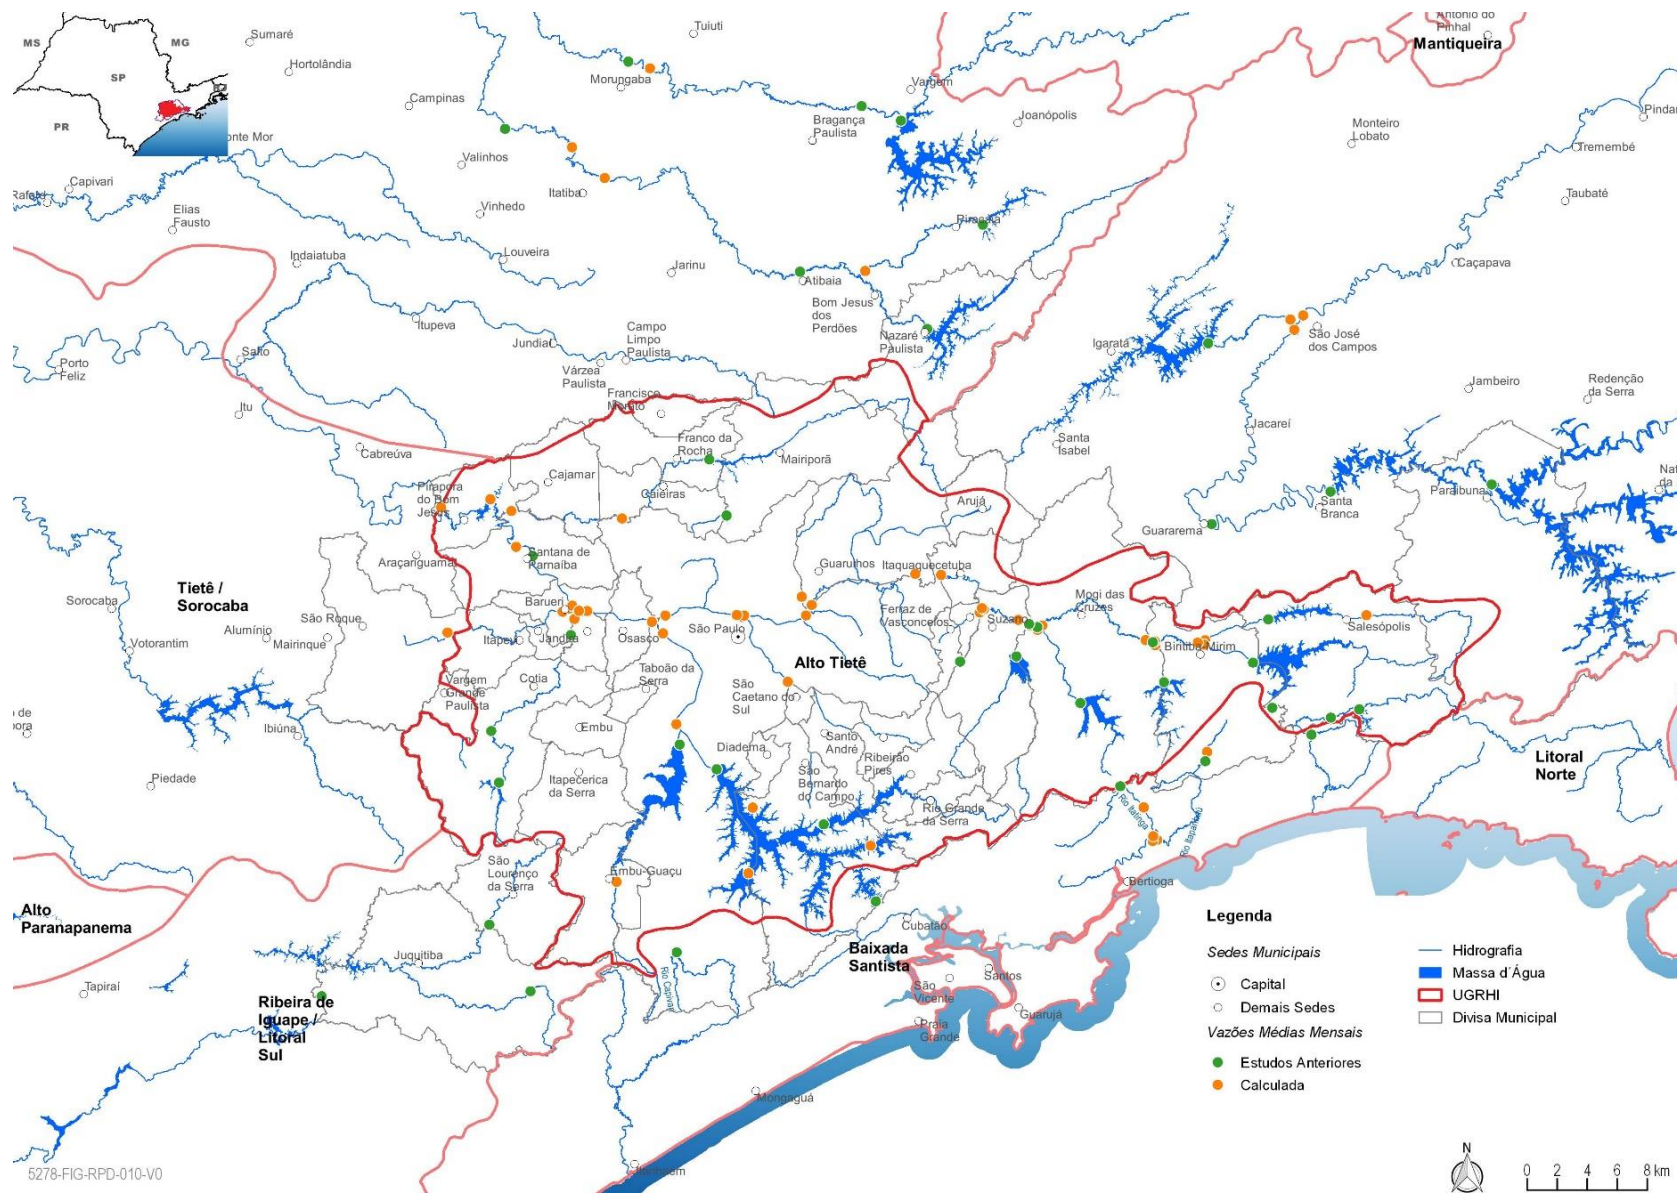 MS
MG
SP
PR
Sumaré
Hortolândia
Campinas
Tuiuti
Morungaba
Vargem
Bragança
Paulista
Joanópolis
Antônio do
Pinhal
Mantiqueira
Monteiro
Lobato
Tremembé
Taubaté
Capivari
Elias
Fausto
Valinhos
Itatiba
Vinhedo
Louveira
Indaiatuba
Jarinu
Piracaia
Atibaia
Bom Jesus
dos
Perdões
Nazaré
Paulista
Caçapava
São José
dos Campos
Igaratá
Jambeiro
Redenção
da Serra
Porto
Feliz
Salto
Itu
Itupeva
Jundiaí
Campo
Limpo
Paulista
Várzea
Paulista
Francisco
Morato
Franco da
Rocha
Mairiporã
Cabreúva
Cajamar
Caieiras
Pirapora
do Bom
Jesus
Santa
Isabel
Jacareí
Arujá
Guararema
Santa
Branca
Paraibuna
Tietê /
Sorocaba
Sorocaba
Votorantim
Alumínio
Mairinque
São Roque
Araçariguama
Santana de
Parnaíba
Barueri
Itapevi
Jandira
Osasco
São Paulo
Guarulhos
Itaquaquecetuba
Ferraz de
Vasconcelos
Suzano
Mogi das
Cruzes
Biritiba-Mirim
Salesópolis
Alto Tietê
Vargem
Grande
Paulista
Cotia
Taboão da
Serra
São
Caetano do
Sul
Embu
Diadema
Santo
André
Ribeirão
Pires
São
Bernardo
do Campo
Itapecerica
da Serra
Rio Grande
da Serra
Ibiúna
Piedade
São
Lourenço
da Serra
Embu-Guaçu
Juquitiba
Tapiraí
Alto
Paranapanema
Ribeira de
Iguape /
Litoral
Sul
Rio Capivari
Rio Itatinga
Rio Itapanhaú
Litoral
Norte
Bertioga
Cubatão
Baixada
Santista
Santos
São
Vicente
Guarujá
Praia
Grande
Mongaguá
Itanhaém
Legenda
Sedes Municipais
Capital
Demais Sedes
Vazões Médias Mensais
Estudos Anteriores
Calculada
Hidrografia
Massa d´Água
UGRHI
Divisa Municipal
N
0 2 4 6 8 km
5278-FIG-RPD-010-V0